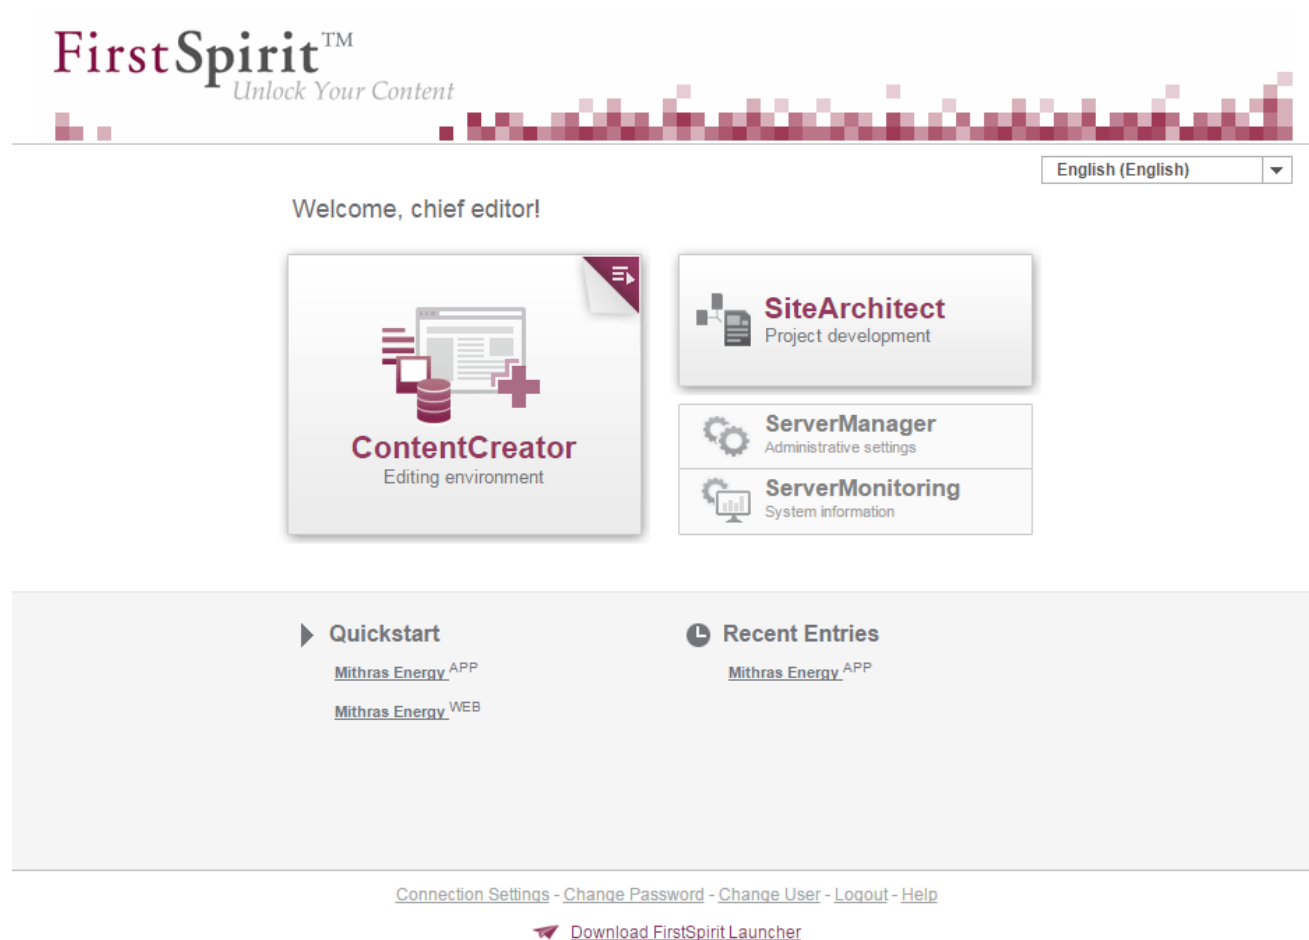 FirstSpirit™
Unlock Your Content
English (English)
Welcome, chief editor!
ContentCreator
Editing environment
SiteArchitect
Project development
ServerManager
Administrative settings
ServerMonitoring
System information
Quickstart
Mithras Energy APP
Mithras Energy WEB
Recent Entries
Mithras Energy APP
Connection Settings - Change Password - Change User - Logout - Help
Download FirstSpirit Launcher